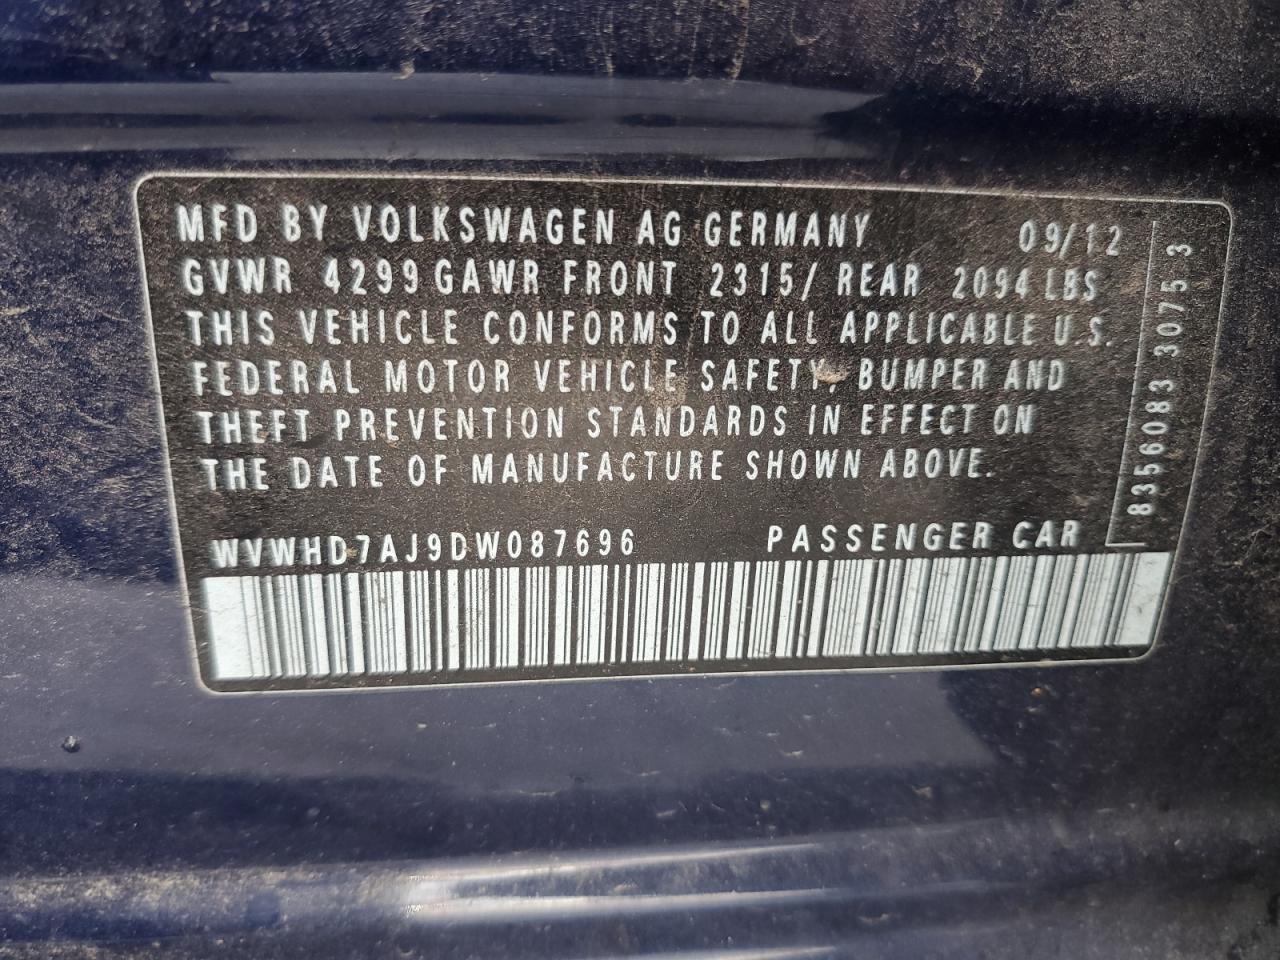 MFD BY VOLKSWAGEN AG GERMANY 09/12
GVWR 4299 GAWR FRONT 2315/ REAR 2094 LBS
THIS VEHICLE CONFORMS TO ALL APPLICABLE U.S.
FEDERAL MOTOR VEHICLE SAFETY, BUMPER AND
THEFT PREVENTION STANDARDS IN EFFECT ON
THE DATE OF MANUFACTURE SHOWN ABOVE.
WVWHD7AJ9DW087696 PASSENGER CAR
8356083 3075 3